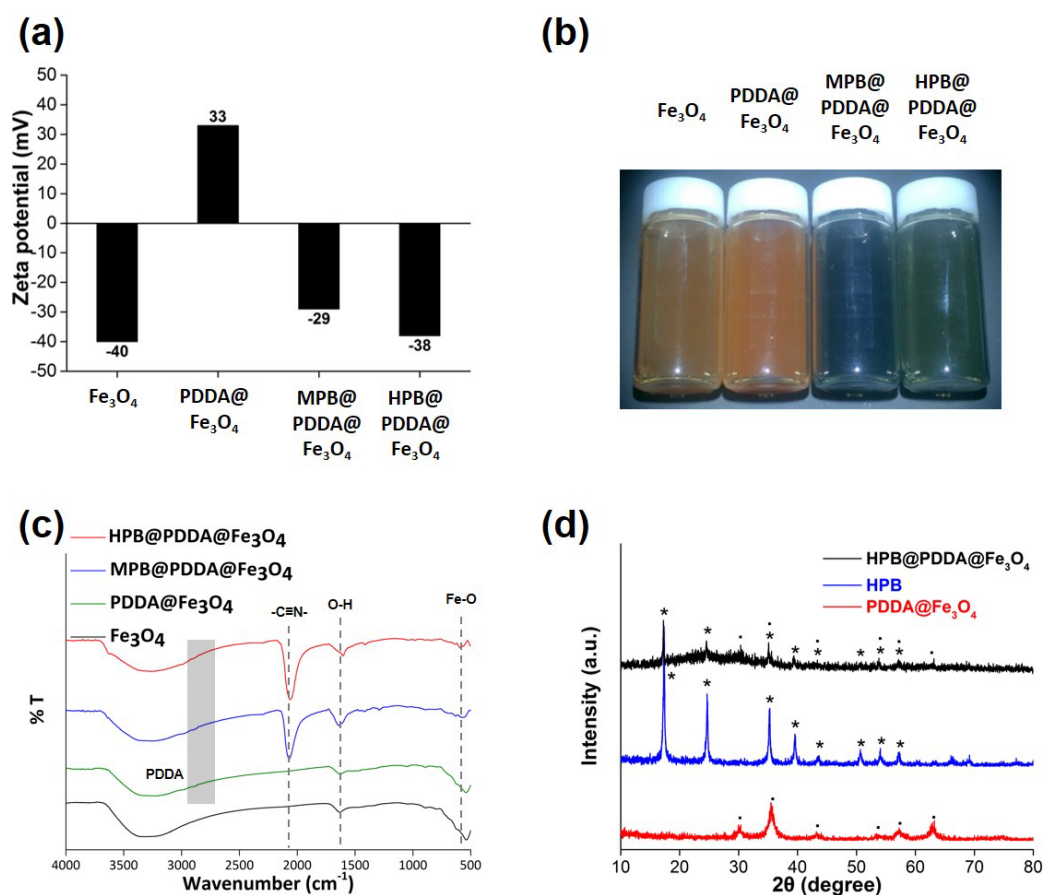 (a)
50
40
30
20
10
0
-10
-20
-30
-40
-50
Zeta potential (mV)
33
-29
-38
-40
Fe₃O₄
PDDA@
Fe₃O₄
MPB@
PDDA@
Fe₃O₄
HPB@
PDDA@
Fe₃O₄
(b)
Fe₃O₄
PDDA@
Fe₃O₄
MPB@
PDDA@
Fe₃O₄
HPB@
PDDA@
Fe₃O₄
(c)
HPB@PDDA@Fe₃O₄
MPB@PDDA@Fe₃O₄
PDDA@Fe₃O₄
Fe₃O₄
-C≡N-
O-H
Fe-O
% T
PDDA
4000 3500 3000 2500 2000 1500 1000 500
Wavenumber (cm⁻¹)
(d)
HPB@PDDA@Fe₃O₄
HPB
PDDA@Fe₃O₄
Intensity (a.u.)
10 20 30 40 50 60 70 80
2θ (degree)